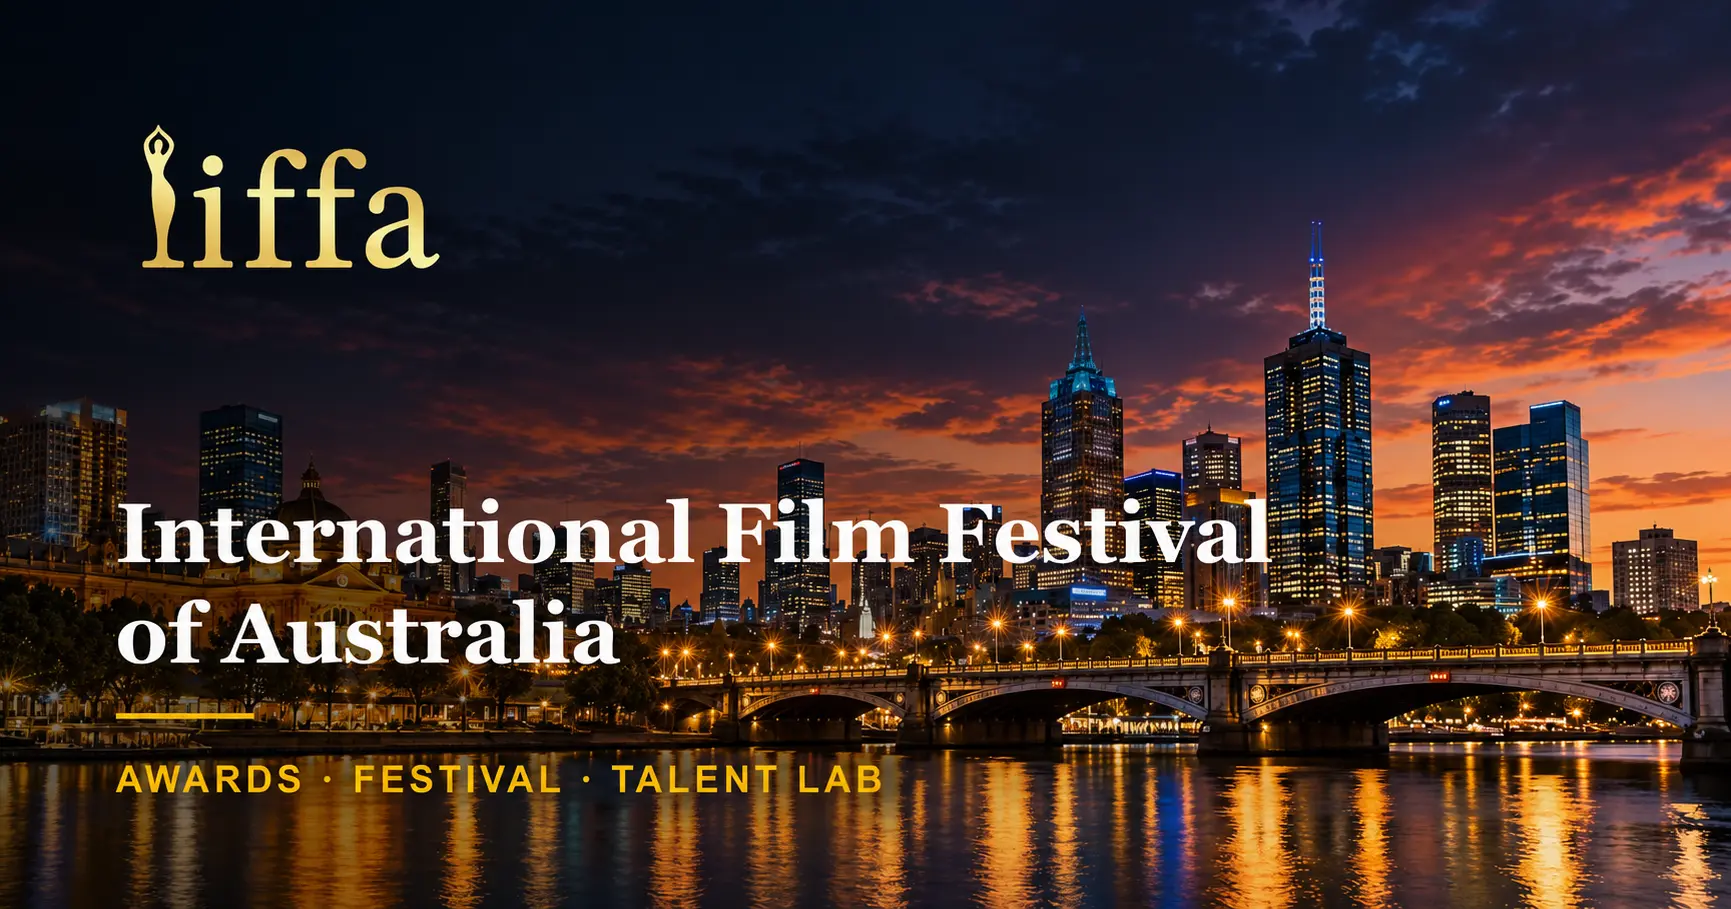 iffa
International Film Festival
of Australia
AWARDS · FESTIVAL · TALENT LAB